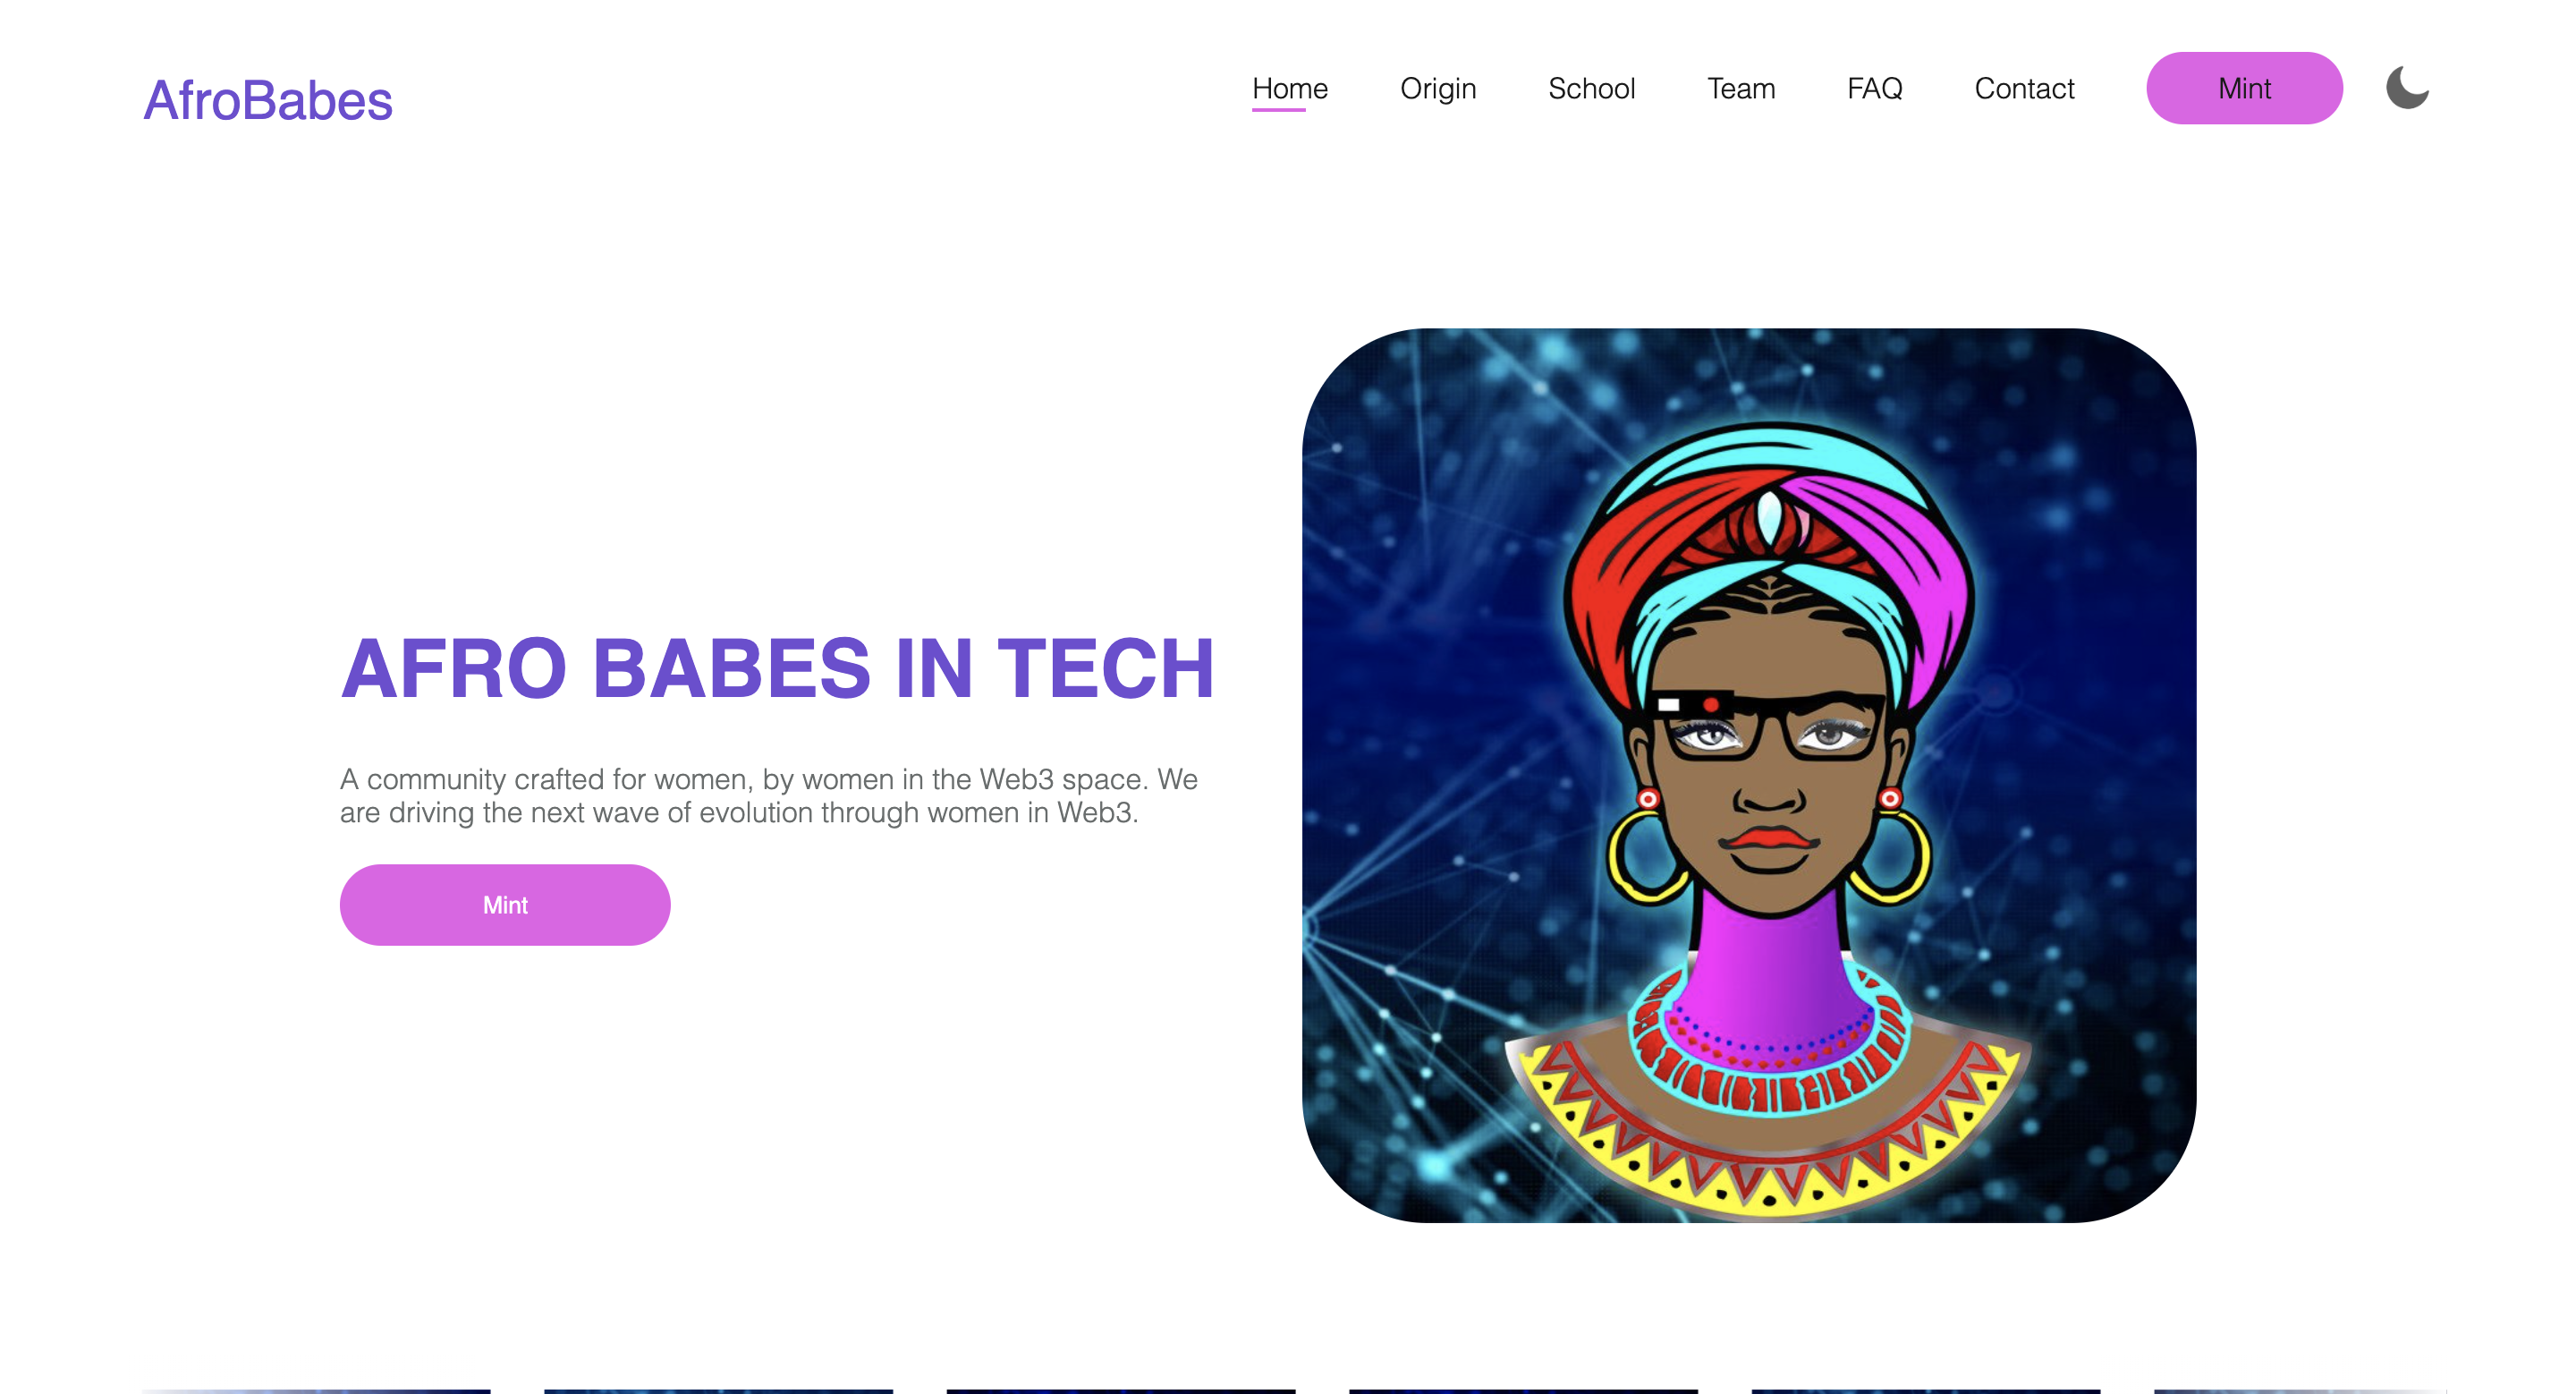 AfroBabes
Home Origin School Team FAQ Contact Mint
AFRO BABES IN TECH
A community crafted for women, by women in the Web3 space. We
are driving the next wave of evolution through women in Web3.
Mint